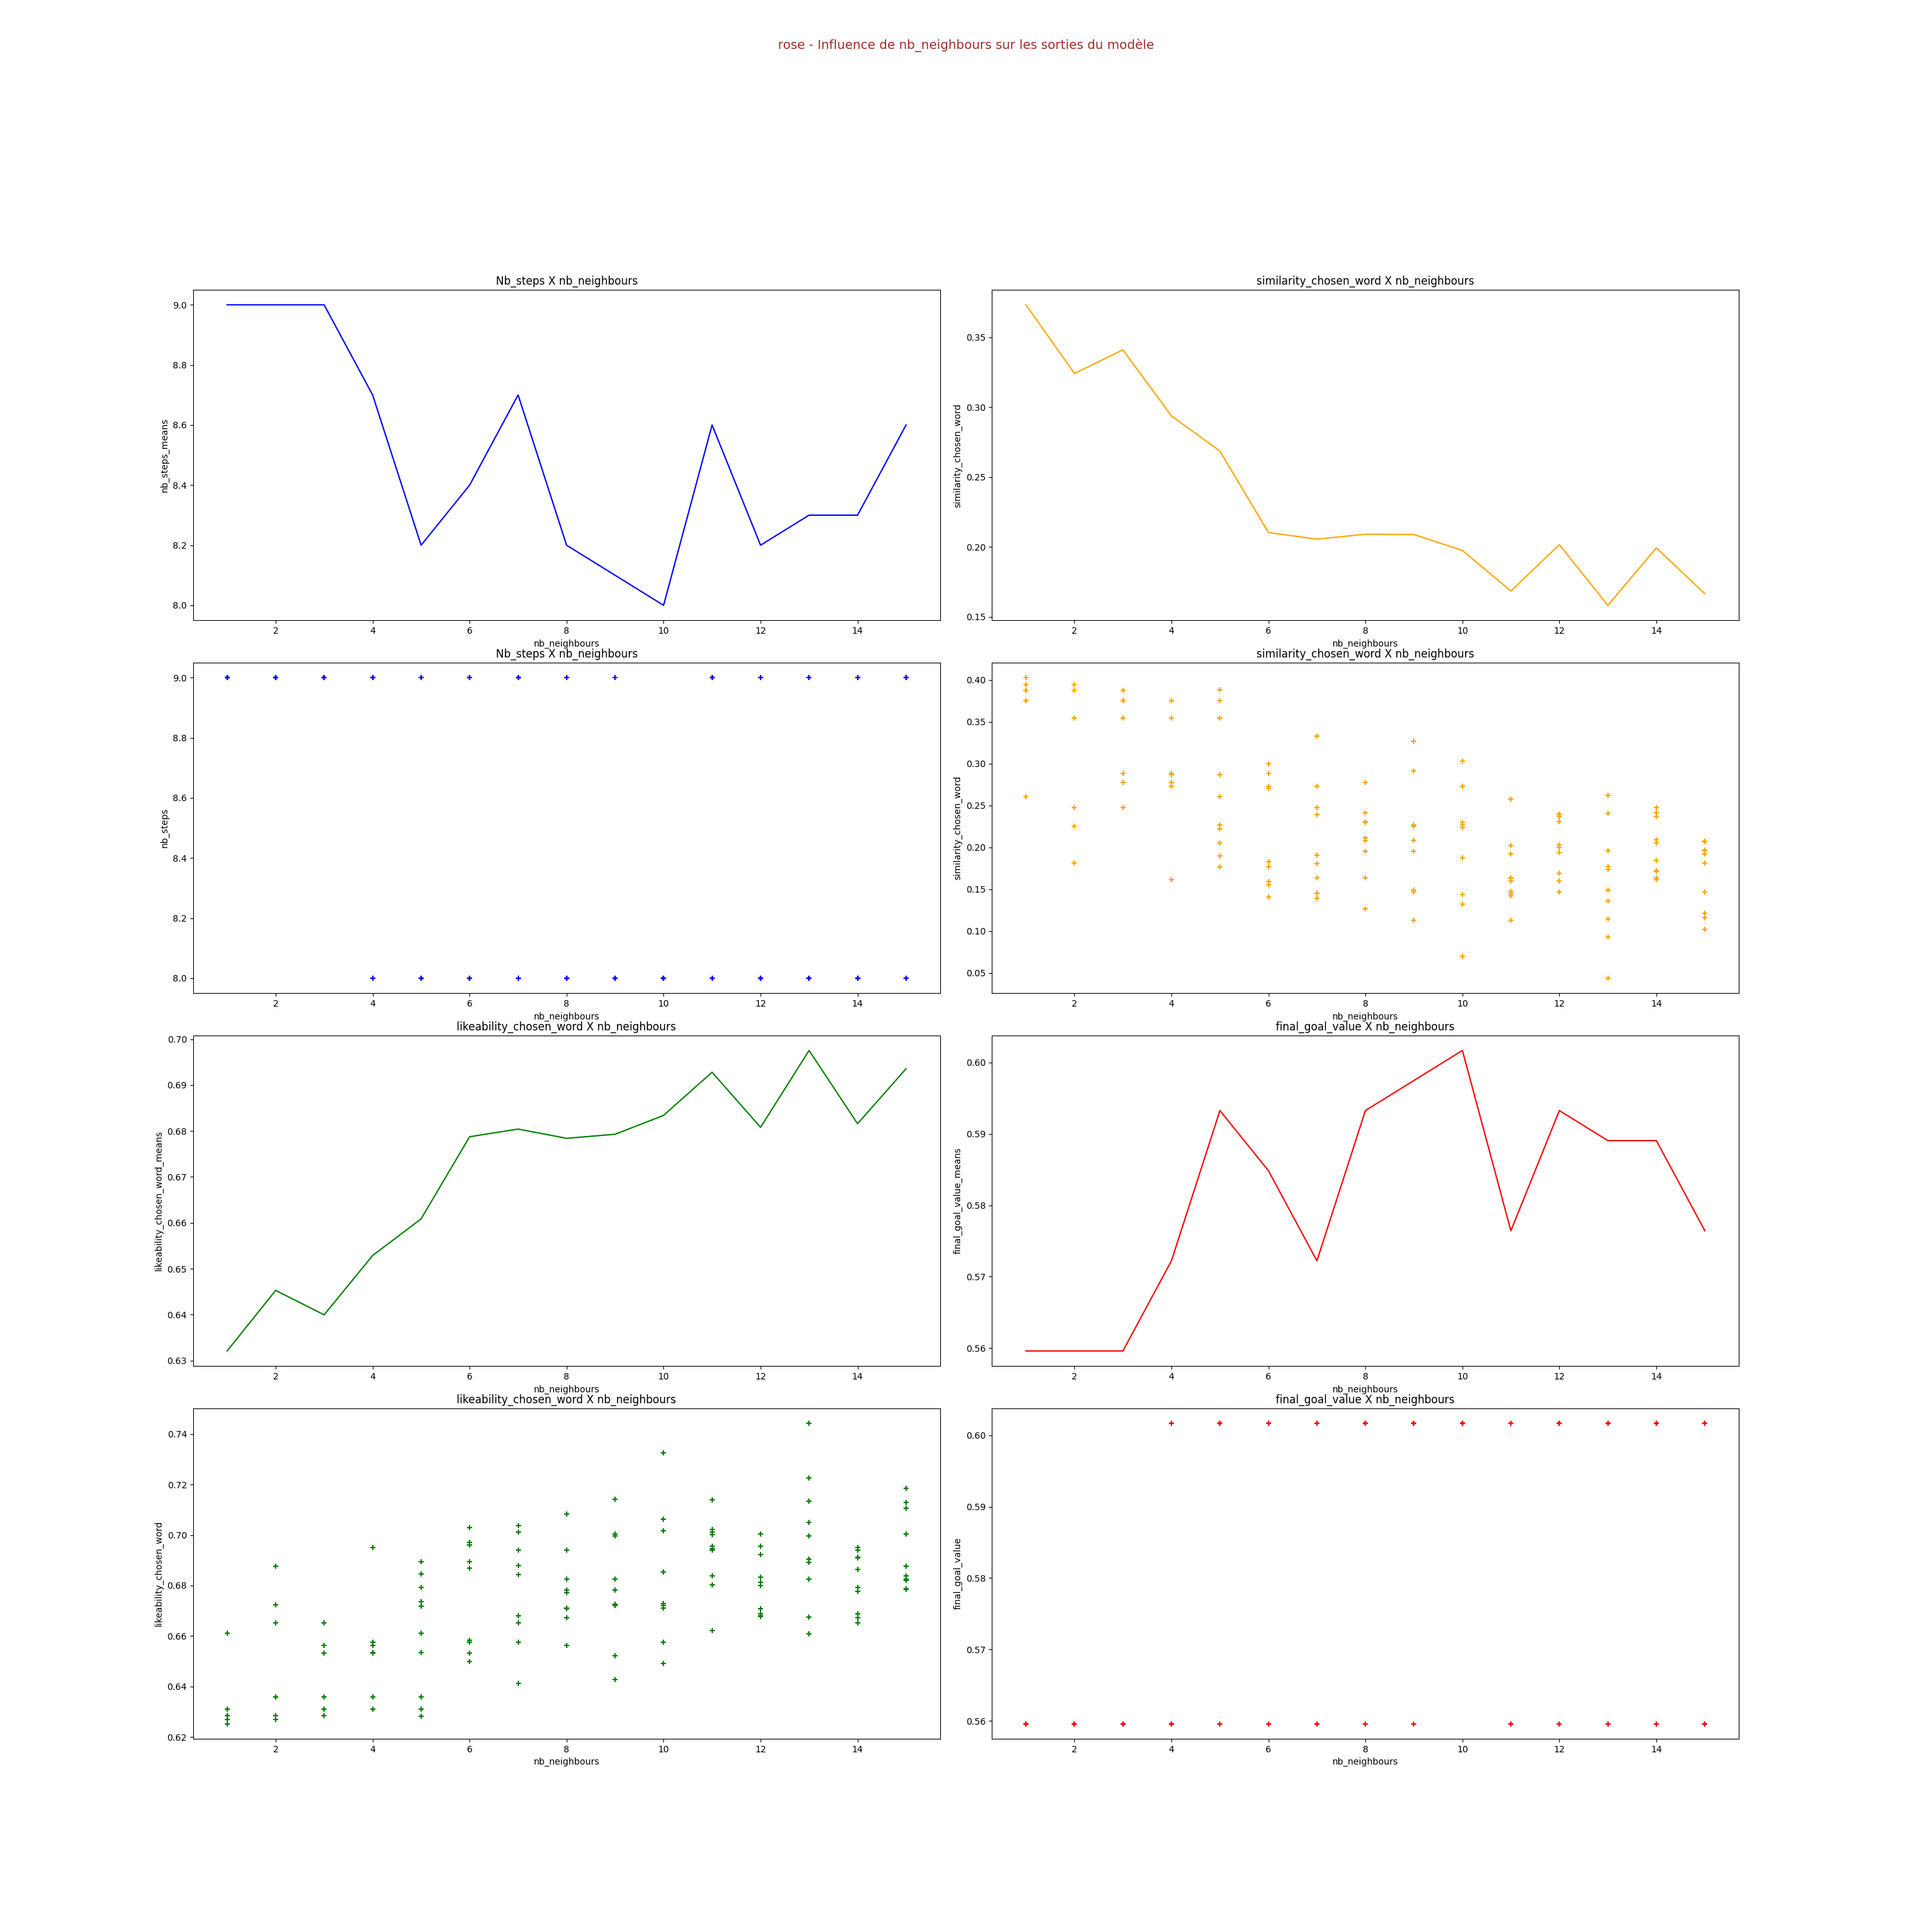 rose - Influence de nb_neighbours sur les sorties du modèle
Nb_steps X nb_neighbours
nb_steps_means
9.0
8.8
8.6
8.4
8.2
8.0
2 4 6 8 10 12 14
nb_neighbours
similarity_chosen_word X nb_neighbours
similarity_chosen_word
0.35
0.30
0.25
0.20
0.15
2 4 6 8 10 12 14
nb_neighbours
Nb_steps X nb_neighbours
nb_steps
9.0
8.8
8.6
8.4
8.2
8.0
2 4 6 8 10 12 14
nb_neighbours
similarity_chosen_word X nb_neighbours
similarity_chosen_word
0.40
0.35
0.30
0.25
0.20
0.15
0.10
0.05
2 4 6 8 10 12 14
nb_neighbours
likeability_chosen_word X nb_neighbours
likeability_chosen_word_means
0.70
0.69
0.68
0.67
0.66
0.65
0.64
0.63
2 4 6 8 10 12 14
nb_neighbours
final_goal_value X nb_neighbours
final_goal_value_means
0.60
0.59
0.58
0.57
0.56
2 4 6 8 10 12 14
nb_neighbours
likeability_chosen_word X nb_neighbours
likeability_chosen_word
0.74
0.72
0.70
0.68
0.66
0.64
0.62
2 4 6 8 10 12 14
nb_neighbours
final_goal_value X nb_neighbours
final_goal_value
0.60
0.59
0.58
0.57
0.56
2 4 6 8 10 12 14
nb_neighbours